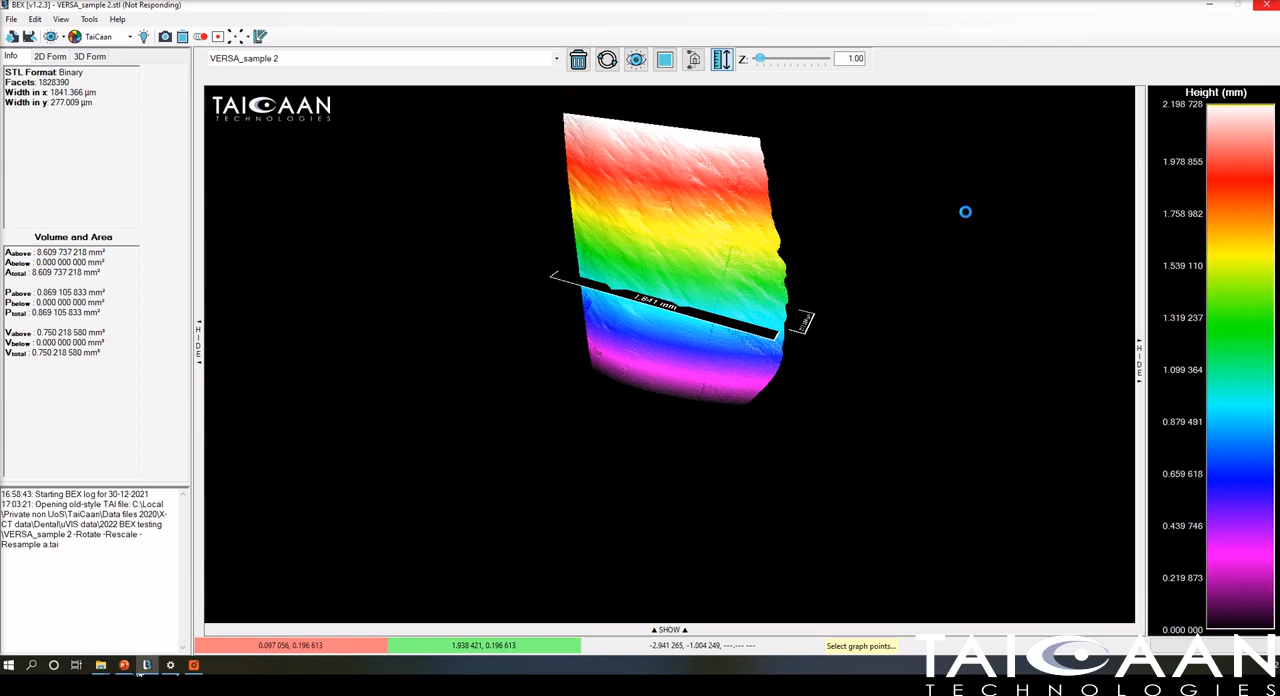 BEX [v1.2.3] - VERSA_sample 2.stl (Not Responding)
File Edit View Tools Help
TaiCaan
Info 2D Form 3D Form
STL Format Binary
Facets: 1828390
Width in x: 1841.366 µm
Width in y: 277.009 µm
Volume and Area
Aabove : 8.609 737 218 mm²
Abelow : 0.000 000 000 mm²
Atotal : 8.609 737 218 mm²
Pabove : 0.869 105 833 mm²
Pbelow : 0.000 000 000 mm²
Ptotal : 0.869 105 833 mm²
Vabove : 0.750 218 580 mm³
Vbelow : 0.000 000 000 mm³
Vtotal : 0.750 218 580 mm³
16:58:43: Starting BEX log for 30-12-2021
17:03:21: Opening old-style TAI file: C:\Local
\Private non UoS\TaiCaan\Data files 2020\X-
CT data\Dental\uVIS data\2022 BEX testing
\VERSA_sample 2 -Rotate -Rescale -
Resample a.tai
HIDE
VERSA_sample 2
Z: 1.00
TAICAAN
TECHNOLOGIES
1.841 mm
HIDE
▲ SHOW ▲
0.097 056, 0.196 613
1.938 421, 0.196 613
-2.941 265, -1.004 249, ---.--- ---
Select graph points...
Height (mm)
2.198 728
1.978 855
1.758 982
1.539 110
1.319 237
1.099 364
0.879 491
0.659 618
0.439 746
0.219 873
0.000 000
TAICAAN
TECHNOLOGIES